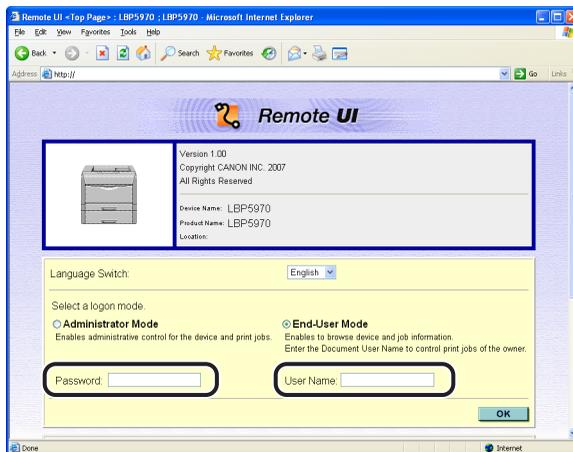 Remote UI <Top Page> : LBP5970 ; LBP5970 - Microsoft Internet Explorer
File Edit View Favorites Tools Help
Back Search Favorites
Address http:// Go Links
Remote UI
Version 1.00
Copyright CANON INC. 2007
All Rights Reserved
Device Name: LBP5970
Product Name: LBP5970
Location:
Language Switch: English
Select a logon mode.
Administrator Mode End-User Mode
Enables administrative control for the device and print jobs. Enables to browse device and job information.
Enter the Document User Name to control print jobs of the owner.
Password: User Name:
OK
Done Internet